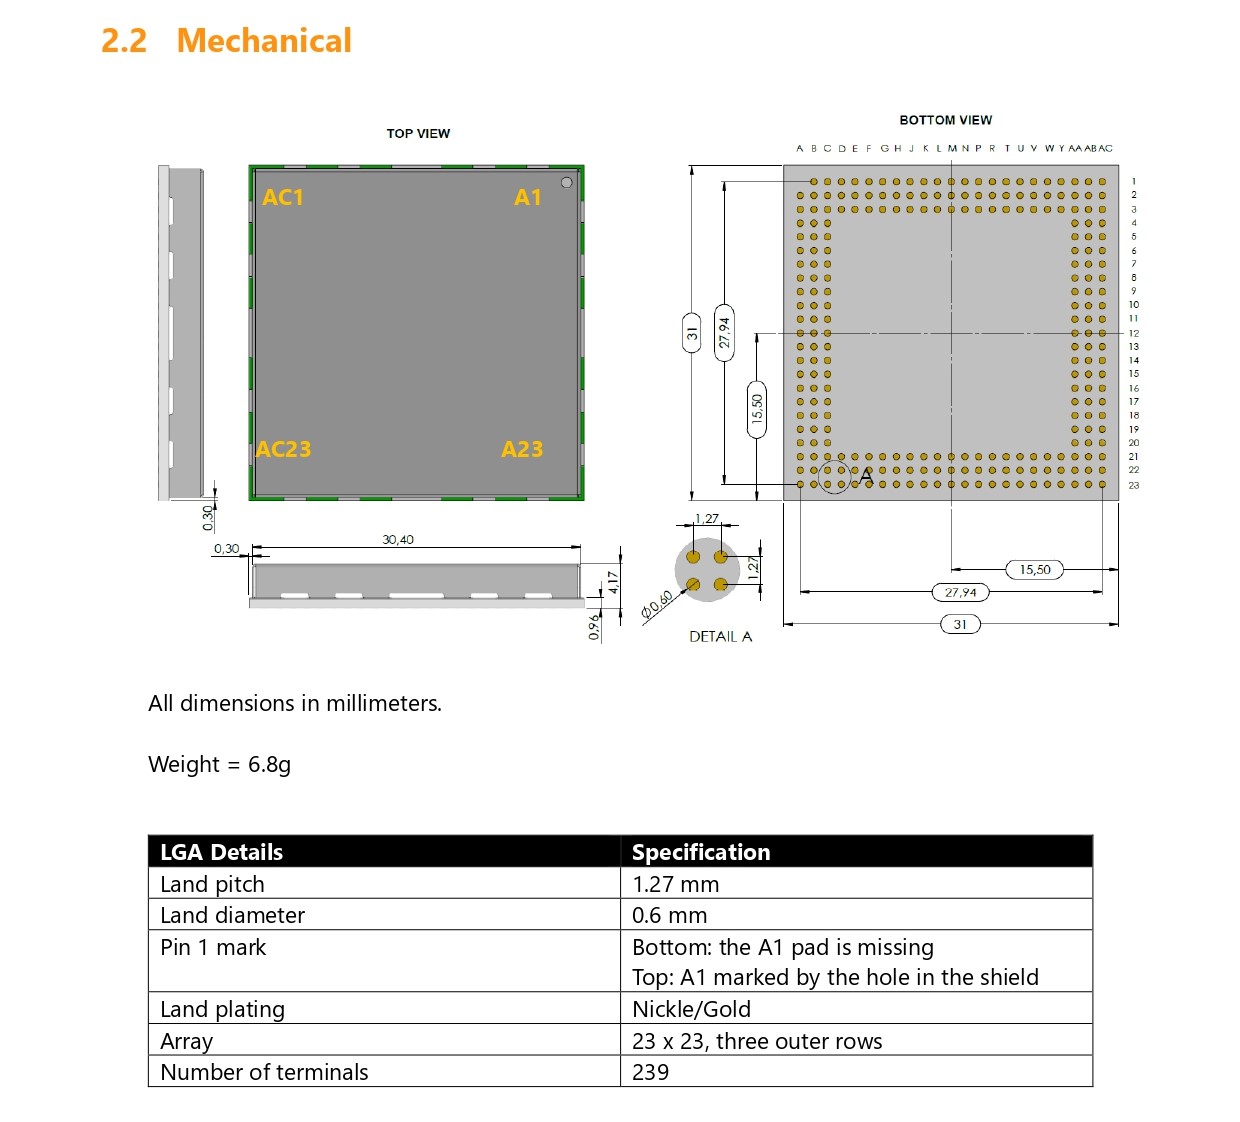 2.2 Mechanical
TOP VIEW
BOTTOM VIEW
A B C D E F G H J K L M N P R T U V W Y AA AB AC
AC1
A1
AC23
A23
1
2
3
4
5
6
7
8
9
10
11
12
13
14
15
16
17
18
19
20
21
22
23
31
27,94
15,50
A
0,30
0,30
30,40
4,17
0,96
1,27
1,27
Ø0,60
DETAIL A
15,50
27,94
31
All dimensions in millimeters.
Weight = 6.8g
LGA Details Specification
Land pitch 1.27 mm
Land diameter 0.6 mm
Pin 1 mark Bottom: the A1 pad is missing
Top: A1 marked by the hole in the shield
Land plating Nickle/Gold
Array 23 x 23, three outer rows
Number of terminals 239